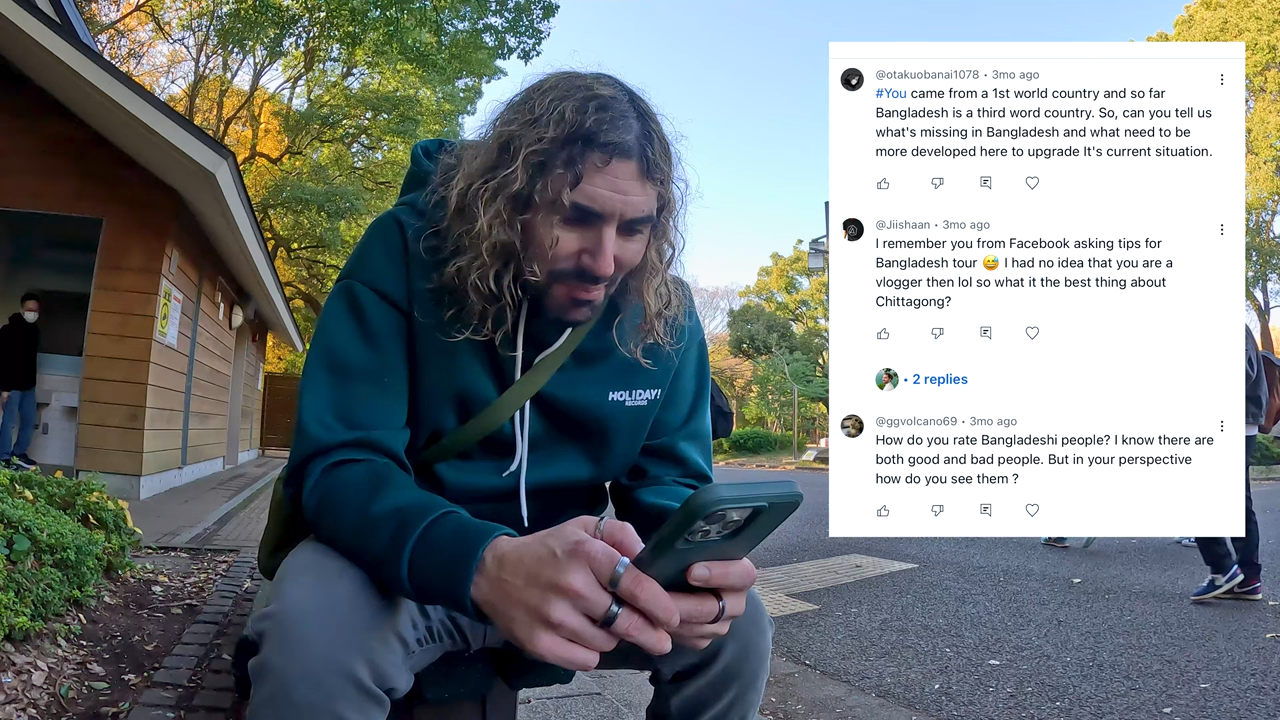 @otakuobanai1078 • 3mo ago
#You came from a 1st world country and so far
Bangladesh is a third word country. So, can you tell us
what's missing in Bangladesh and what need to be
more developed here to upgrade It's current situation.
@Jiishaan • 3mo ago
I remember you from Facebook asking tips for
Bangladesh tour 😅 I had no idea that you are a
vlogger then lol so what it the best thing about
Chittagong?
• 2 replies
@ggvolcano69 • 3mo ago
How do you rate Bangladeshi people? I know there are
both good and bad people. But in your perspective
how do you see them ?
HOLIDAY!
RECORDS